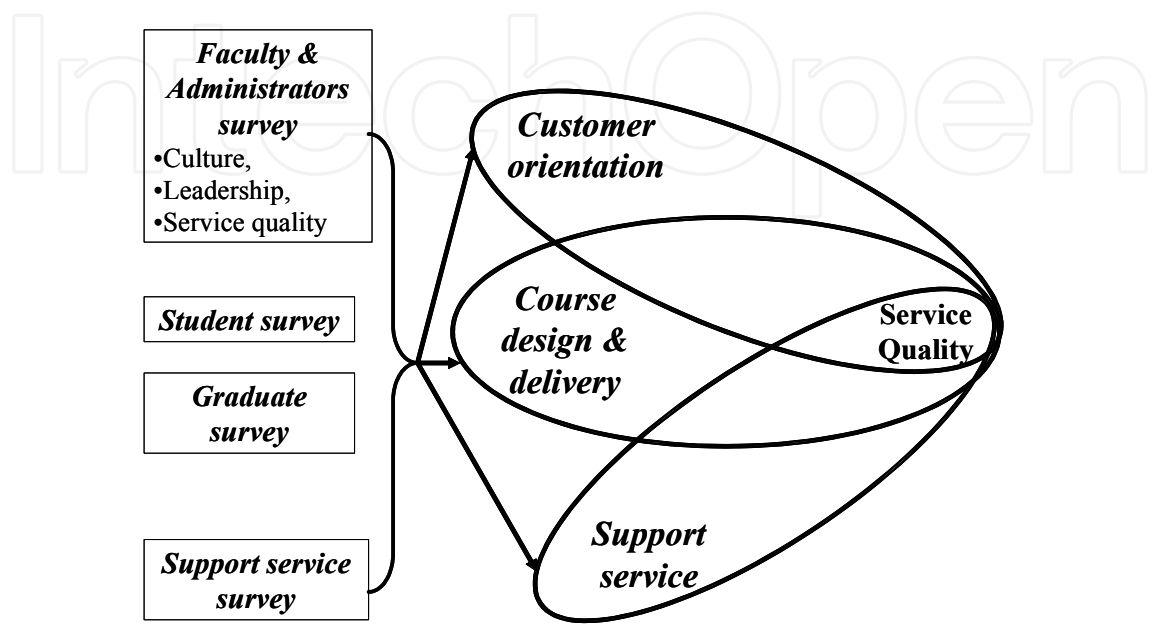 IntechOpen
Faculty &
Administrators
survey
•Culture,
•Leadership,
•Service quality
Student survey
Graduate
survey
Support service
survey
Customer
orientation
Course
design &
delivery
Support
service
Service
Quality